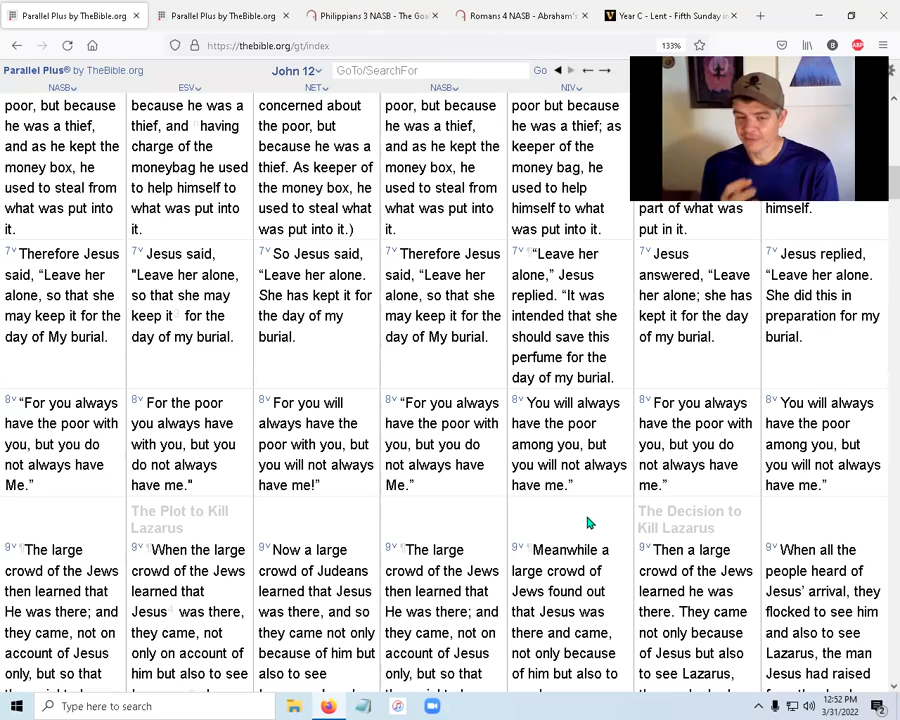 Parallel Plus by TheBible.org
Parallel Plus by TheBible.org
Philippians 3 NASB - The Goa
Romans 4 NASB - Abraham's
Year C - Lent - Fifth Sunday in
https://thebible.org/gt/index
133%
Parallel Plus® by TheBible.org
John 12
GoTo/SearchFor
Go
NASB
ESV
NET
NASB
NIV
poor, but because
he was a thief,
and as he kept the
money box, he
used to steal from
what was put into
it.
because he was a
thief, and having
charge of the
moneybag he used
to help himself to
what was put into
it.
concerned about
the poor, but
because he was a
thief. As keeper of
the money box, he
used to steal what
was put into it.)
poor, but because
he was a thief,
and as he kept the
money box, he
used to steal from
what was put into
it.
poor but because
he was a thief; as
keeper of the
money bag, he
used to help
himself to what
was put into it.
part of what was
put in it.
himself.
7v Therefore Jesus
said, “Leave her
alone, so that she
may keep it for the
day of My burial.
7v Jesus said,
"Leave her alone,
so that she may
keep it3 for the
day of my burial.
7v So Jesus said,
“Leave her alone.
She has kept it for
the day of my
burial.
7v Therefore Jesus
said, “Leave her
alone, so that she
may keep it for the
day of My burial.
7v ¶“Leave her
alone,” Jesus
replied. “It was
intended that she
should save this
perfume for the
day of my burial.
7v Jesus
answered, “Leave
her alone; she has
kept it for the day
of my burial.
7v Jesus replied,
“Leave her alone.
She did this in
preparation for my
burial.
8v “For you always
have the poor with
you, but you do
not always have
Me.”
8v For the poor
you always have
with you, but you
do not always
have me."
8v For you will
always have the
poor with you, but
you will not always
have me!”
8v “For you always
have the poor with
you, but you do
not always have
Me.”
8v You will always
have the poor
among you, but
you will not always
have me.”
8v For you always
have the poor with
you, but you do
not always have
me.”
8v You will always
have the poor
among you, but
you will not always
have me.”
The Plot to Kill
Lazarus
The Decision to
Kill Lazarus
9v ¶The large
crowd of the Jews
then learned that
He was there; and
they came, not on
account of Jesus
only, but so that
9v ¶When the large
crowd of the Jews
learned that
Jesus4 was there,
they came, not
only on account of
him but also to see
9v Now a large
crowd of Judeans
learned that Jesus
was there, and so
they came not only
because of him but
also to see
9v ¶The large
crowd of the Jews
then learned that
He was there; and
they came, not on
account of Jesus
only, but so that
9v ¶Meanwhile a
large crowd of
Jews found out
that Jesus was
there and came,
not only because
of him but also to
9v Then a large
crowd of the Jews
learned he was
there. They came
not only because
of Jesus but also
to see Lazarus,
9v When all the
people heard of
Jesus’ arrival, they
flocked to see him
and also to see
Lazarus, the man
Jesus had raised
Type here to search
12:52 PM
3/31/2022
2